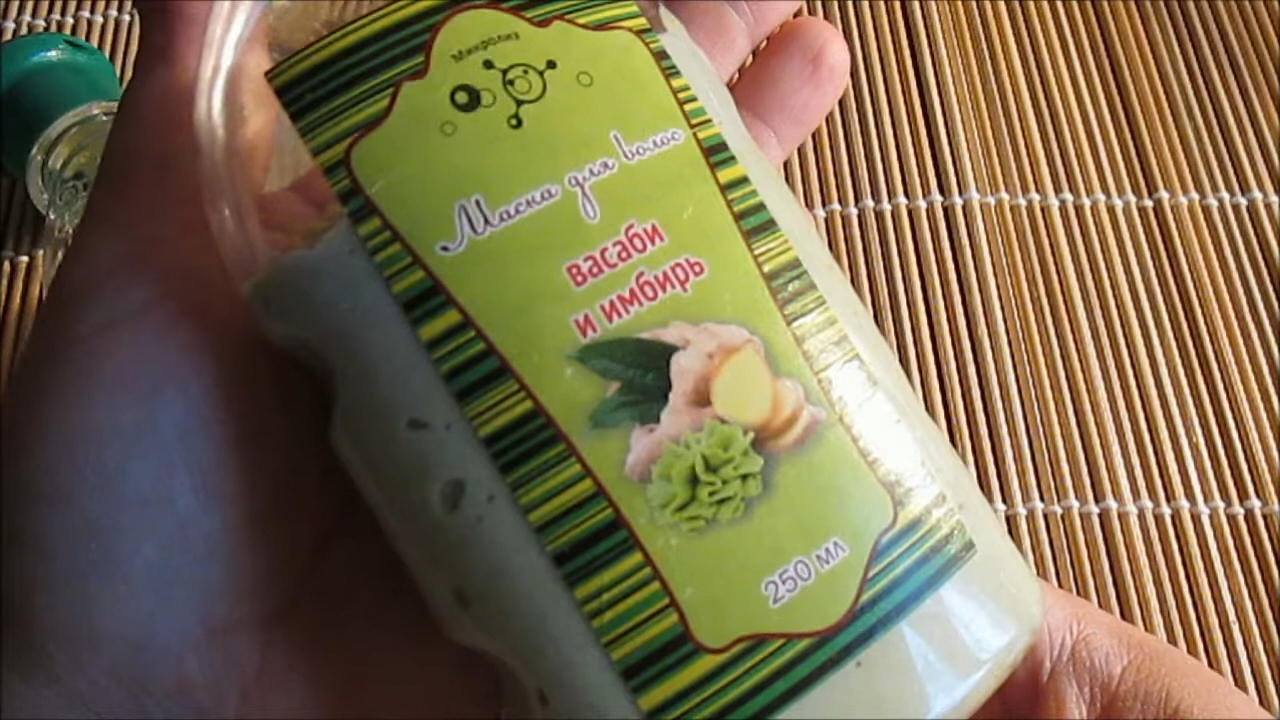 Микролиз
Маска для волос
васаби
и имбирь
250 мл